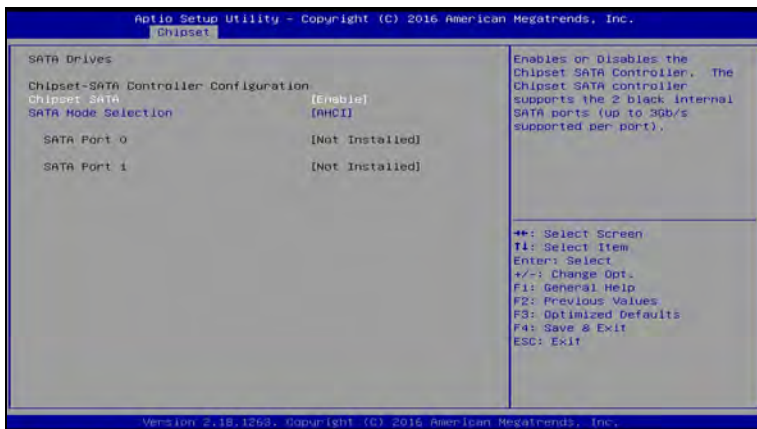 Aptio Setup Utility - Copyright (C) 2016 American Megatrends, Inc.
Chipset
SATA Drives
Chipset-SATA Controller Configuration
Chipset SATA [Enable]
SATA Mode Selection [AHCI]
SATA Port 0 [Not Installed]
SATA Port 1 [Not Installed]
Enables or Disables the
Chipset SATA Controller. The
Chipset SATA controller
supports the 2 black internal
SATA ports (up to 3Gb/s
supported per port).
→←: Select Screen
↑↓: Select Item
Enter: Select
+/-: Change Opt.
F1: General Help
F2: Previous Values
F3: Optimized Defaults
F4: Save & Exit
ESC: Exit
Version 2.18.1263. Copyright (C) 2016 American Megatrends, Inc.